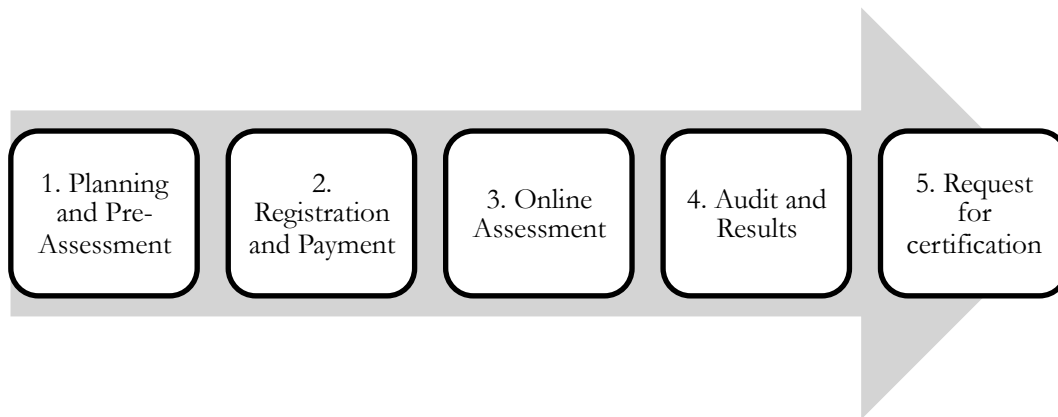 1. Planning
and Pre-
Assessment
2.
Registration
and Payment
3. Online
Assessment
4. Audit and
Results
5. Request
for
certification